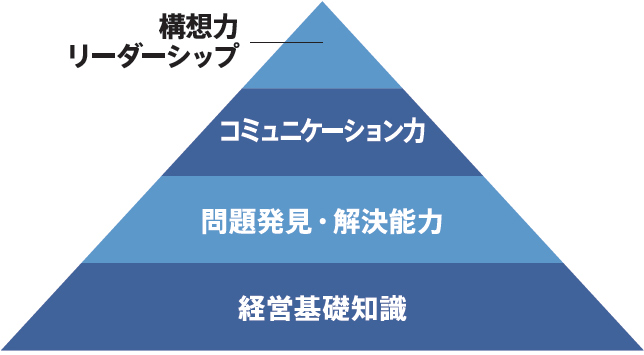 構想力
リーダーシップ
コミュニケーション力
問題発見・解決能力
経営基礎知識